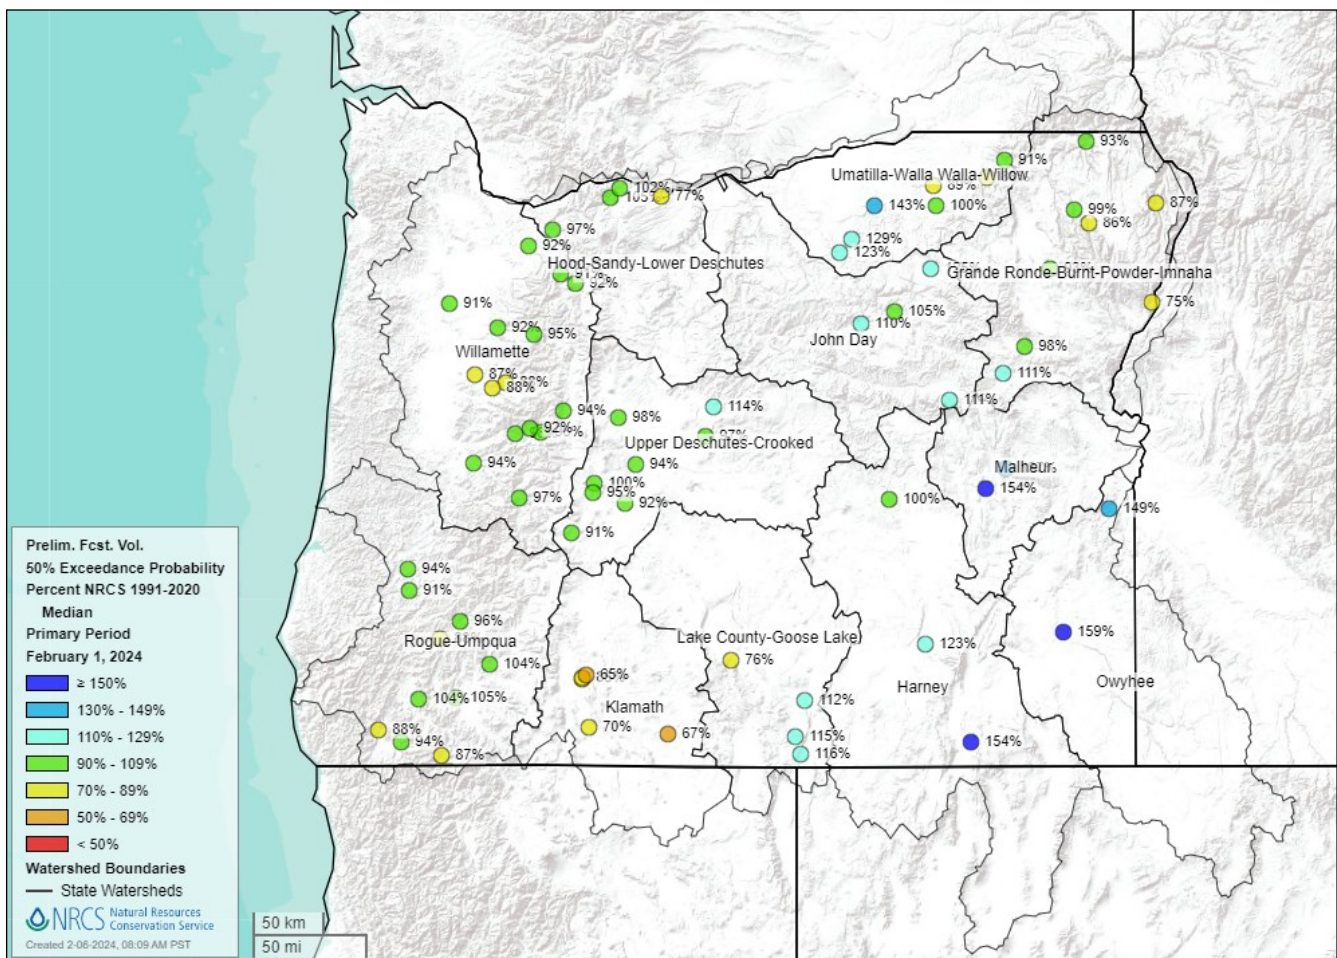 93%
91%
Umatilla-Walla Walla-Willow
89%
102%
77%
87%
143%
100%
99%
86%
97%
129%
92%
123%
Hood-Sandy-Lower Deschutes
Grande Ronde-Burnt-Powder-Imnaha
91%
92%
91%
75%
105%
110%
92%
95%
John Day
98%
Willamette
87%
111%
88%
111%
114%
94%
98%
92%
97%
Upper Deschutes-Crooked
94%
94%
Malheur
100%
154%
95%
97%
92%
100%
149%
91%
94%
91%
96%
159%
Rogue-Umpqua
Lake County-Goose Lake
123%
104%
76%
65%
Owyhee
Harney
104%
105%
112%
Klamath
70%
67%
88%
115%
94%
154%
87%
116%
Prelim. Fcst. Vol.
50% Exceedance Probability
Percent NRCS 1991-2020
Median
Primary Period
February 1, 2024
≥ 150%
130% - 149%
110% - 129%
90% - 109%
70% - 89%
50% - 69%
< 50%
Watershed Boundaries
State Watersheds
NRCS Natural Resources
Conservation Service
Created 2-06-2024, 08:09 AM PST
50 km
50 mi